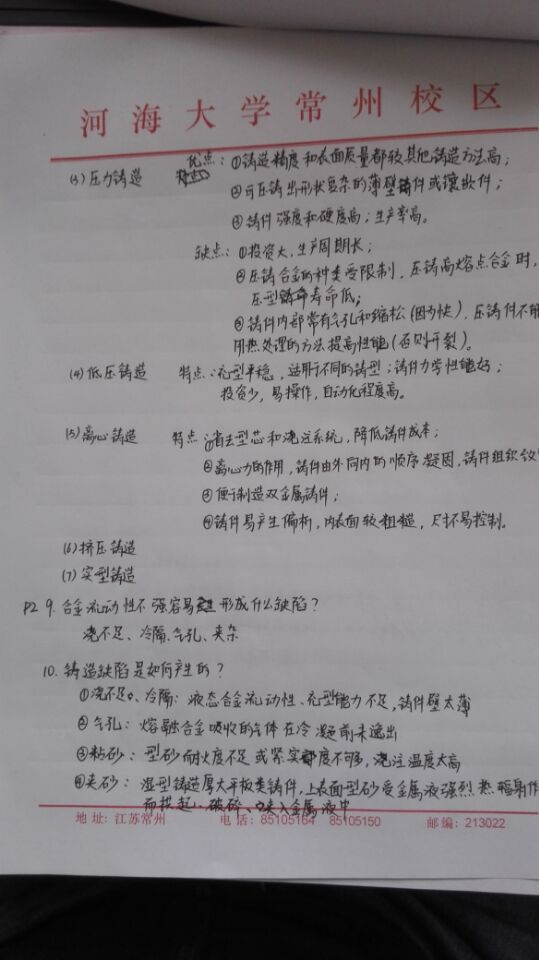 河海大学常州校区
(3) 压力铸造 优点：①铸造精度和表面质量都较其他铸造方法高；
②可压铸出形状复杂的薄壁铸件或镶嵌件；
③铸件强度和硬度高；生产率高。
缺点：①投资大，生产周期长；
②压铸合金的种类受限制，压铸高熔点合金时，
压型寿命低；
③铸件内部常有气孔和缩松(因为快)，压铸件不能
用热处理的方法提高性能(否则开裂)。
(4) 低压铸造 特点：充型平稳，适用于不同的铸型；铸件力学性能好；
投资少，易操作，自动化程度高。
(5) 离心铸造 特点：①省去型芯和浇注系统，降低铸件成本；
②离心力的作用，铸件由外向内的顺序凝固，铸件组织致
③便于制造双金属铸件；
④铸件易产生偏析，内表面较粗糙，尺寸不易控制。
(6) 挤压铸造
(7) 实型铸造
P2 9. 合金流动性不强容易形成什么缺陷？
浇不足、冷隔、气孔、夹杂
10. 铸造缺陷是如何产生的？
①浇不足、冷隔：液态合金流动性、充型能力不足，铸件壁太薄
②气孔：熔融合金吸收的气体在冷凝前未逸出
③粘砂：型砂耐火度不足或紧实度不够，浇注温度太高
④夹砂：湿型铸造厚大平板类铸件，上表面型砂受金属液强烈热辐射作
而拱起、破碎、夹入金属液中
地址：江苏常州 电话：85105164 85105150 邮编：213022